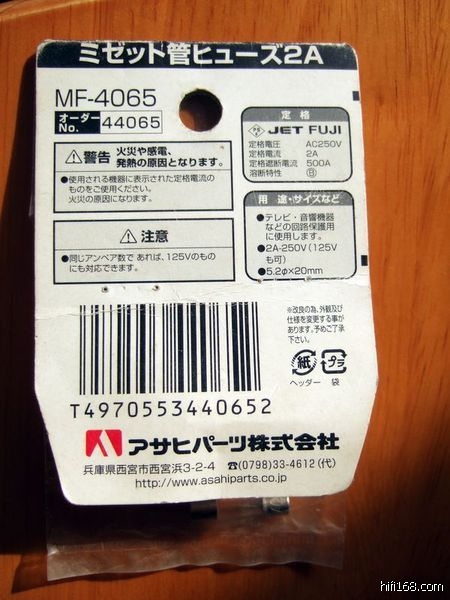 ミゼット管ヒューズ2A
MF-4065
オーダーNo. 44065
警告 火災や感電、発熱の原因となります。
●使用される機器に表示された定格電流の
ものをご使用ください。
火災の原因になります。
注意
●同じアンペア数で あれば、125Vのもの
にも対応できます。
定格
JET FUJI
定格電圧 AC250V
定格電流 2A
定格遮断電流 500A
溶断特性 Ⓑ
用途・サイズなど
●テレビ・音響機器
などの回路保護用
に使用します。
●2A-250V(125V
も可)
●5.2φ×20mm
※改良の為、外観及び
仕様を変更する事が
あります。予めご了承
下さい。
紙 プラ
ヘッダー 袋
T4970553440652
アサヒパーツ株式会社
兵庫県西宮市西宮浜3-2-4 ☎(0798)33-4612(代)
http://www.asahiparts.co.jp
hifi168.com